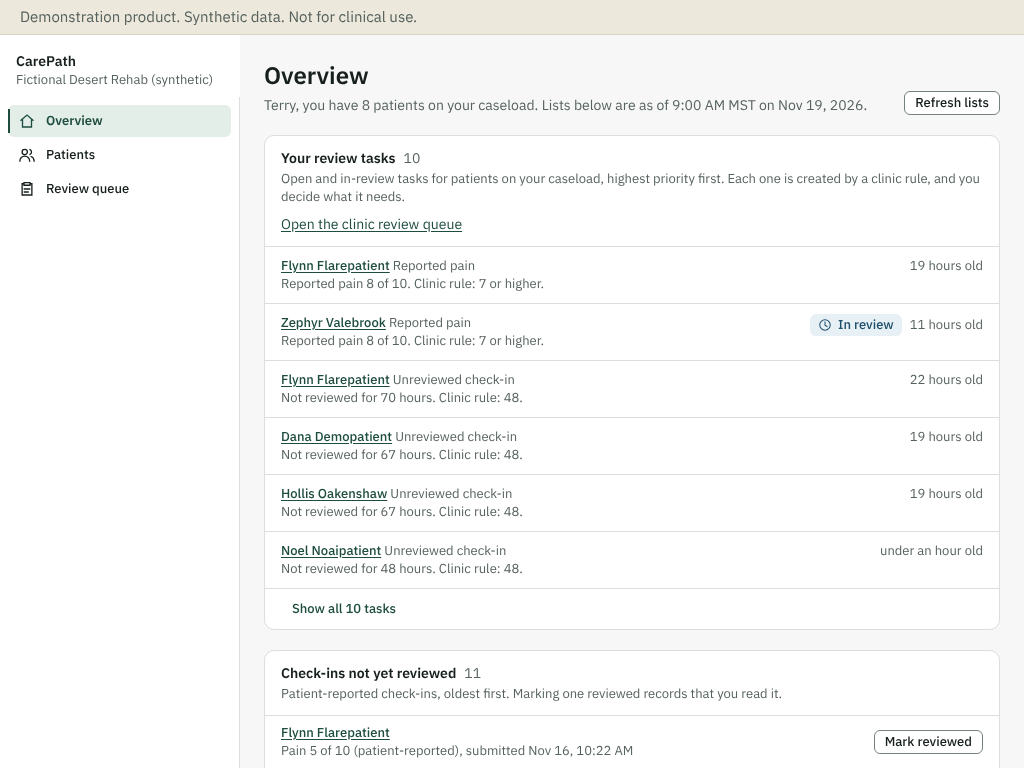 Demonstration product. Synthetic data. Not for clinical use.
CarePath
Fictional Desert Rehab (synthetic)
Overview
Patients
Review queue
Overview
Terry, you have 8 patients on your caseload. Lists below are as of 9:00 AM MST on Nov 19, 2026.
Refresh lists
Your review tasks 10
Open and in-review tasks for patients on your caseload, highest priority first. Each one is created by a clinic rule, and you
decide what it needs.
Open the clinic review queue
Flynn Flarepatient Reported pain
19 hours old
Reported pain 8 of 10. Clinic rule: 7 or higher.
Zephyr Valebrook Reported pain
In review 11 hours old
Reported pain 8 of 10. Clinic rule: 7 or higher.
Flynn Flarepatient Unreviewed check-in
22 hours old
Not reviewed for 70 hours. Clinic rule: 48.
Dana Demopatient Unreviewed check-in
19 hours old
Not reviewed for 67 hours. Clinic rule: 48.
Hollis Oakenshaw Unreviewed check-in
19 hours old
Not reviewed for 67 hours. Clinic rule: 48.
Noel Noaipatient Unreviewed check-in
under an hour old
Not reviewed for 48 hours. Clinic rule: 48.
Show all 10 tasks
Check-ins not yet reviewed 11
Patient-reported check-ins, oldest first. Marking one reviewed records that you read it.
Flynn Flarepatient
Pain 5 of 10 (patient-reported), submitted Nov 16, 10:22 AM
Mark reviewed